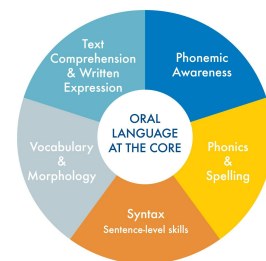 Text
Comprehension
& Written
Expression
Phonemic
Awareness
ORAL
LANGUAGE
AT THE CORE
Vocabulary
&
Morphology
Phonics
&
Spelling
Syntax
Sentence-level skills